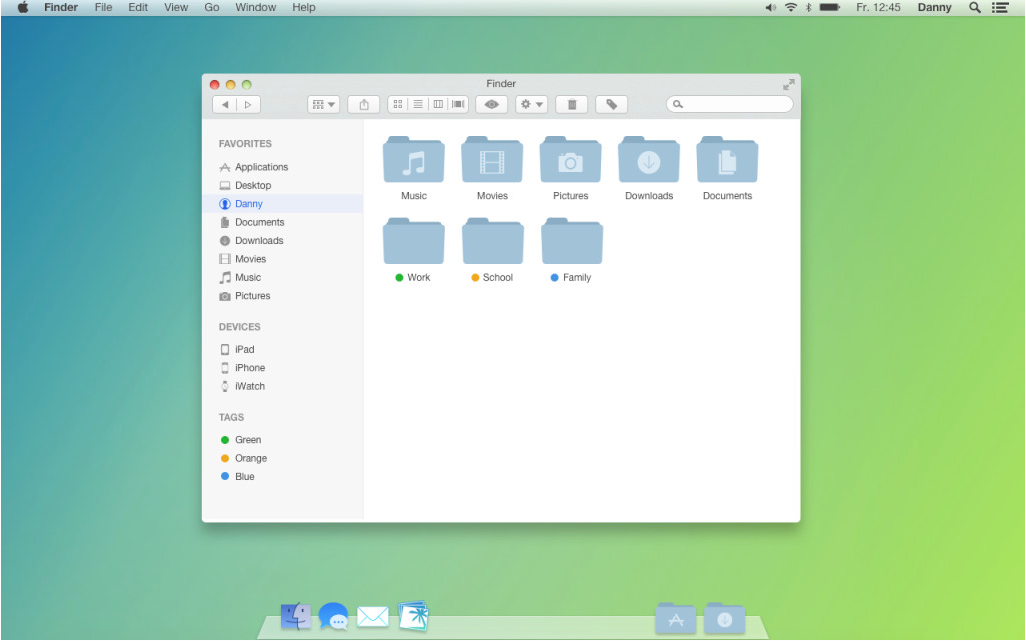 Finder File Edit View Go Window Help Fr. 12:45 Danny
Finder
FAVORITES
Applications
Desktop
Danny
Documents
Downloads
Movies
Music
Pictures
DEVICES
iPad
iPhone
iWatch
TAGS
Green
Orange
Blue
Music Movies Pictures Downloads Documents
Work School Family